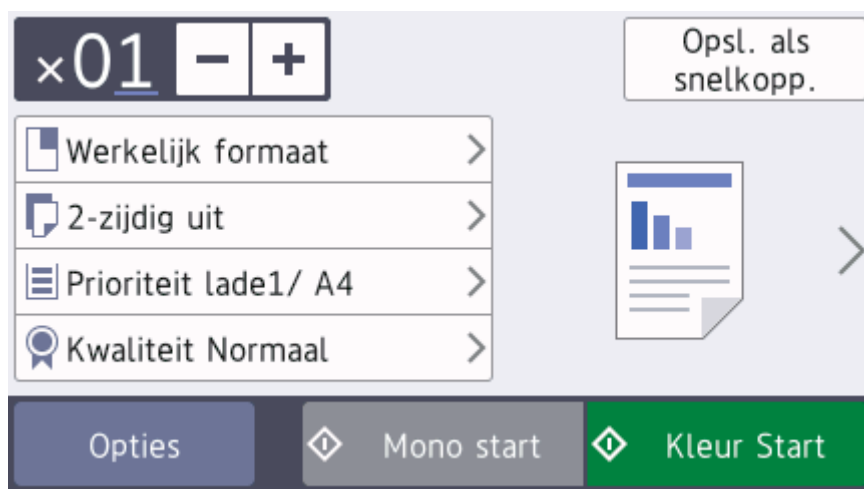 ×01 − +
Opsl. als
snelkopp.
Werkelijk formaat
2-zijdig uit
Prioriteit lade1/ A4
Kwaliteit Normaal
Opties
Mono start
Kleur Start